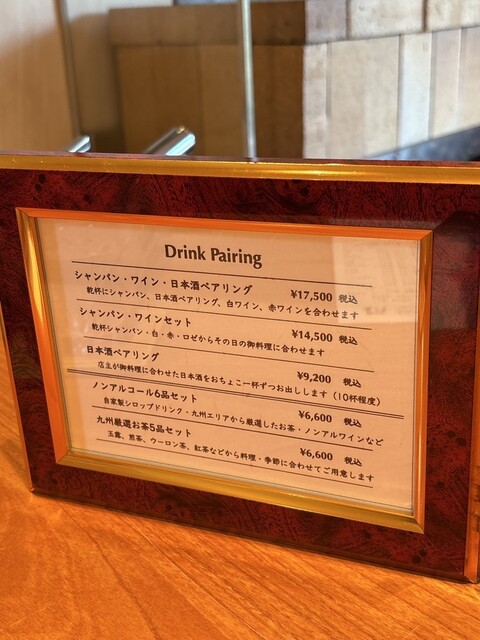 Drink Pairing
シャンパン・ワイン・日本酒ペアリング ¥17,500 税込
乾杯にシャンパン、日本酒ペアリング、白ワイン、赤ワインを合わせます
シャンパン・ワインセット ¥14,500 税込
乾杯シャンパン・白・赤・ロゼからその日の御料理に合わせます
日本酒ペアリング ¥9,200 税込
店主が御料理に合わせた日本酒をおちょこ一杯ずつお出しします（10杯程度）
ノンアルコール6品セット ¥6,600 税込
自家製シロップドリンク・九州エリアから厳選したお茶・ノンアルワインなど
九州厳選お茶5品セット ¥6,600 税込
玉露、煎茶、ウーロン茶、紅茶などから料理・季節に合わせてご用意します